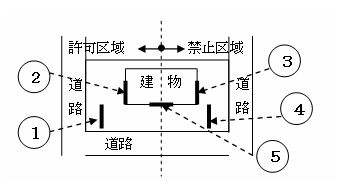 許可区域 禁止区域
② 建物 ③
道路 道路
① ④
道路 ⑤